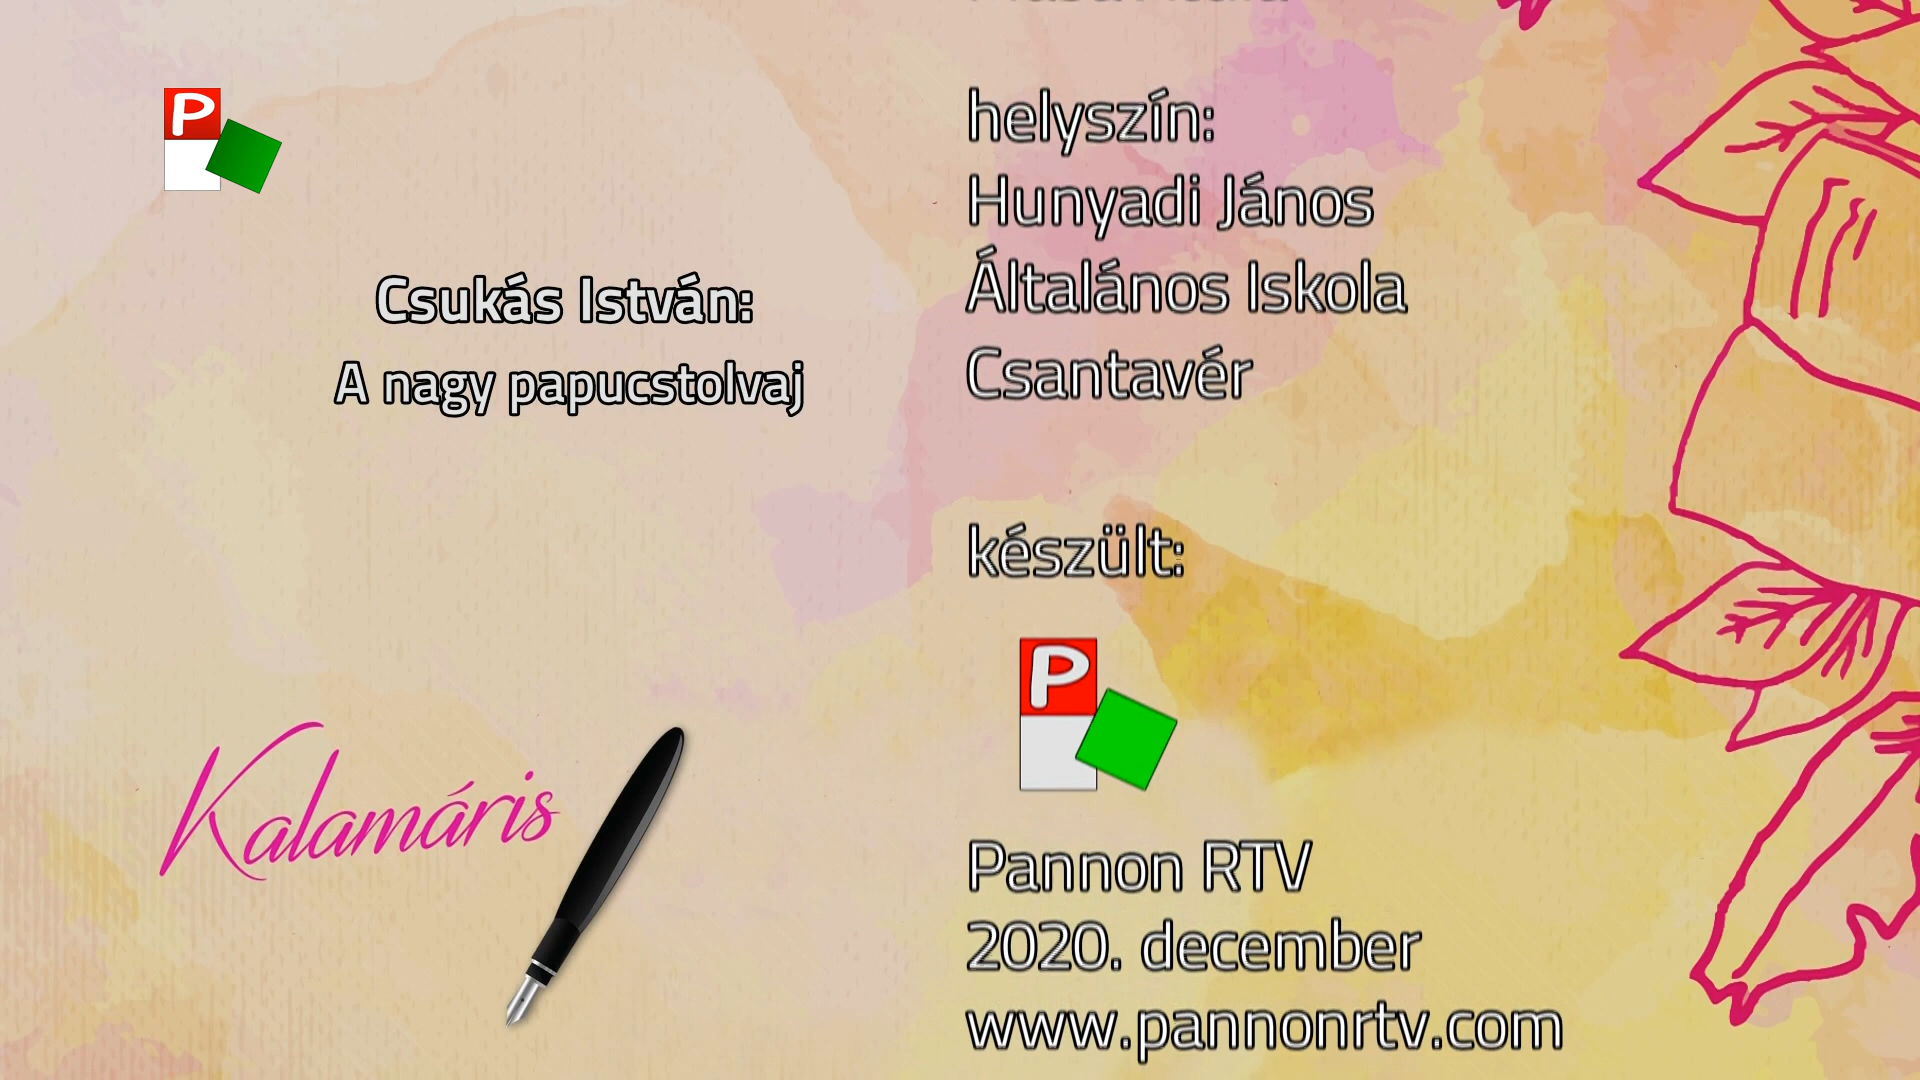 P
Csukás István:
A nagy papucstolvaj
Kalamáris
helyszín:
Hunyadi János
Általános Iskola
Csantavér
készült:
P
Pannon RTV
2020. december
www.pannonrtv.com